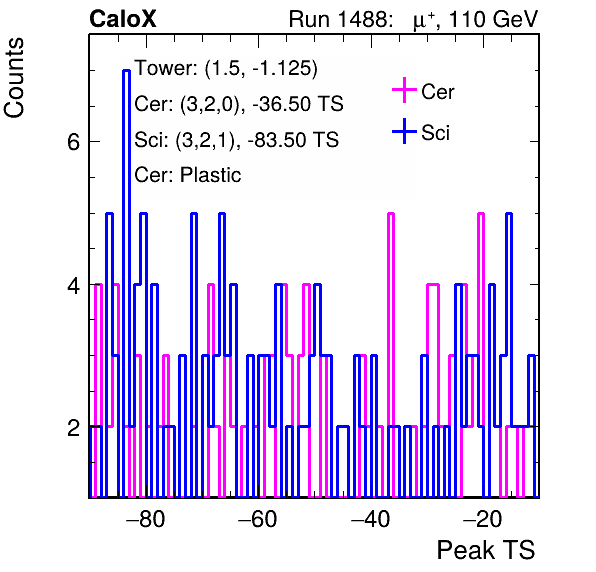 CaloX Run 1488: μ⁺, 110 GeV
Counts
Tower: (1.5, -1.125)
Cer: (3,2,0), -36.50 TS
Sci: (3,2,1), -83.50 TS
Cer: Plastic
Cer
Sci
6
4
2
−80 −60 −40 −20
Peak TS